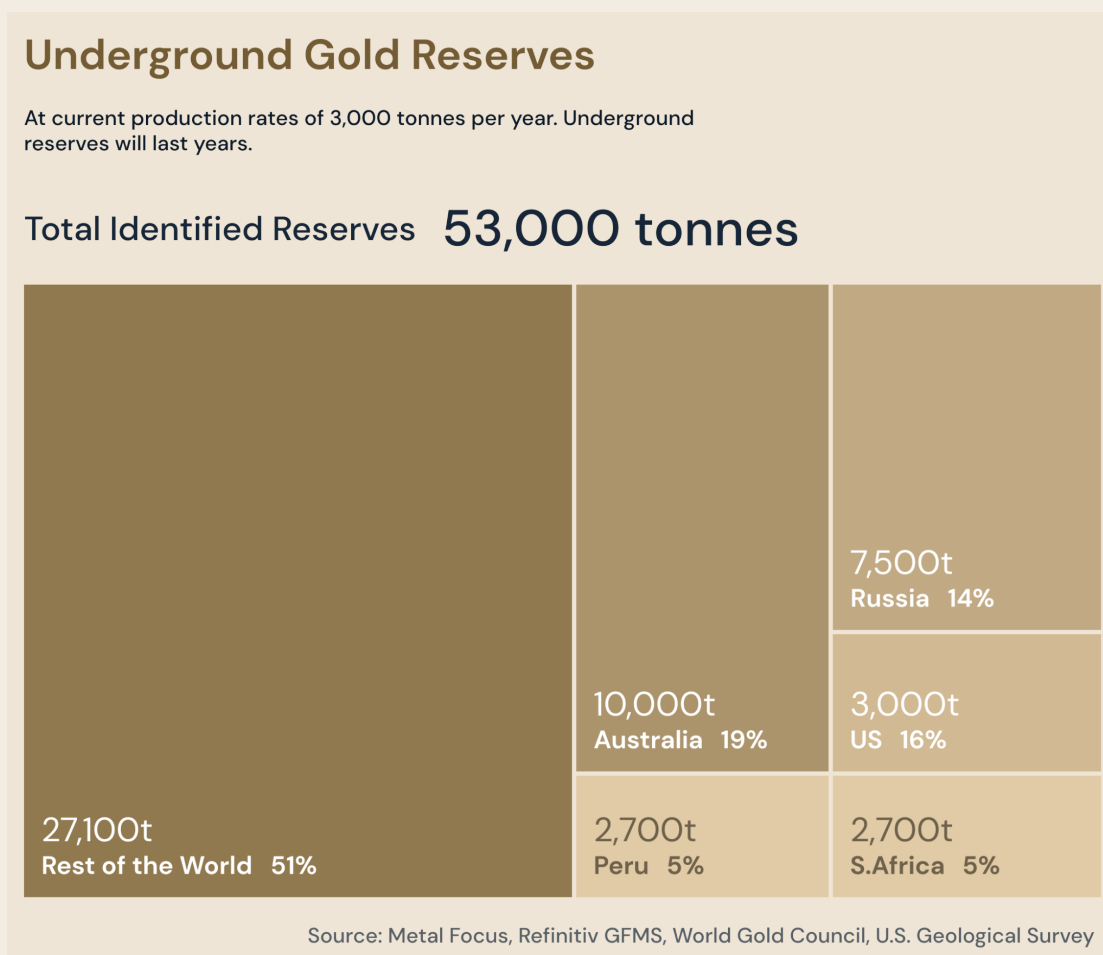 Underground Gold Reserves
At current production rates of 3,000 tonnes per year. Underground
reserves will last years.
Total Identified Reserves 53,000 tonnes
27,100t
Rest of the World 51%
10,000t
Australia 19%
7,500t
Russia 14%
3,000t
US 16%
2,700t
Peru 5%
2,700t
S.Africa 5%
Source: Metal Focus, Refinitiv GFMS, World Gold Council, U.S. Geological Survey